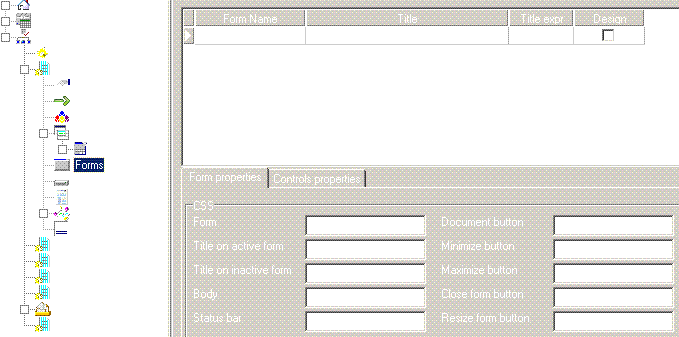 Form Name Title Title expr Design
Forms
Form properties Controls properties
CSS
Form Document button
Title on active form Minimize button
Title on inactive form Maximize button
Body Close form button
Status bar Resize form button